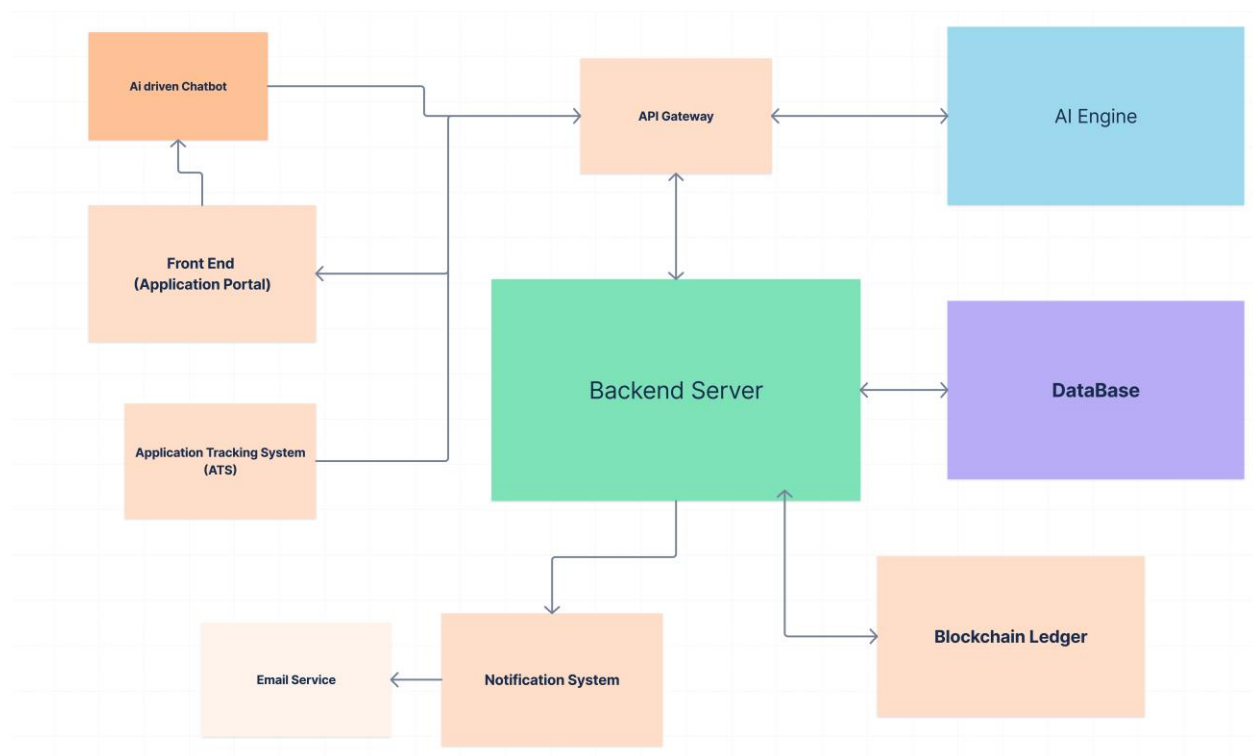 Ai driven Chatbot
API Gateway
AI Engine
Front End
(Application Portal)
Backend Server
DataBase
Application Tracking System
(ATS)
Blockchain Ledger
Email Service
Notification System